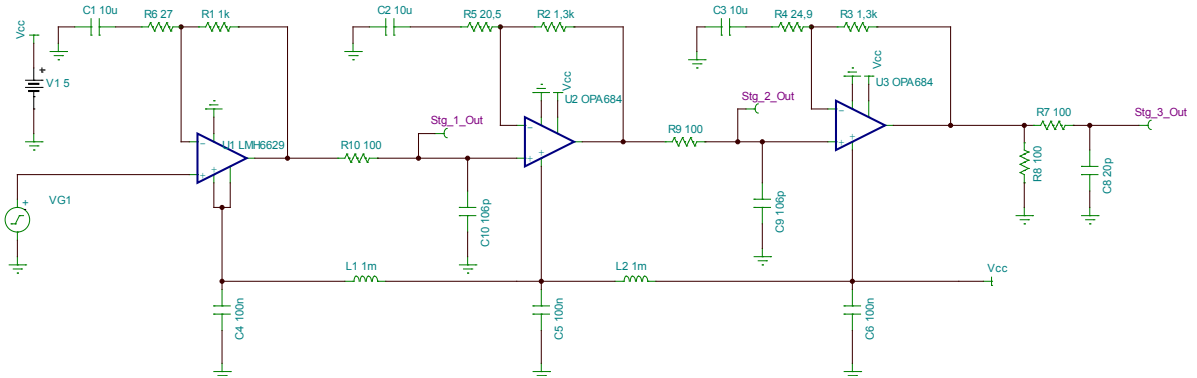 C1 10u
R6 27
R1 1k
C2 10u
R5 20,5
R2 1,3k
C3 10u
R4 24,9
R3 1,3k
Vcc
V1 5
U1 LMH6629
Vcc
U2 OPA684
Vcc
U3 OPA684
Stg_1_Out
Stg_2_Out
Stg_3_Out
R10 100
R9 100
R7 100
R8 100
C8 20p
C10 106p
C9 106p
VG1
L1 1m
L2 1m
Vcc
C4 100n
C5 100n
C6 100n